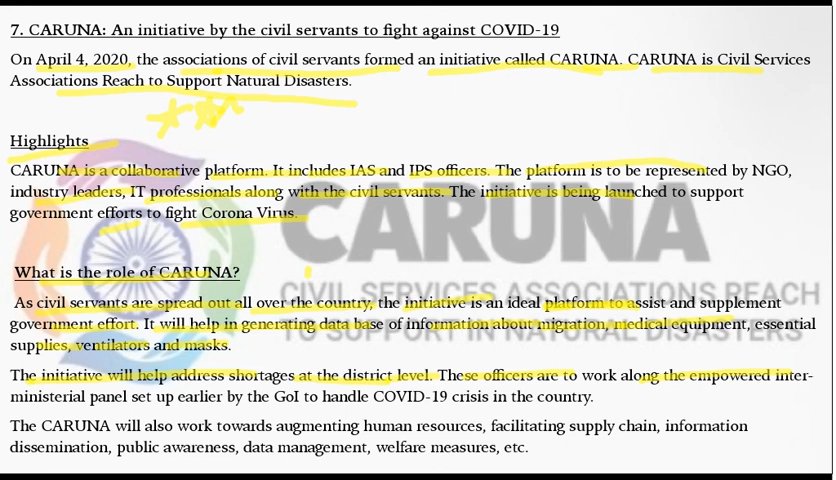 7. CARUNA: An initiative by the civil servants to fight against COVID-19
On April 4, 2020, the associations of civil servants formed an initiative called CARUNA. CARUNA is Civil Services
Associations Reach to Support Natural Disasters.
Highlights
CARUNA is a collaborative platform. It includes IAS and IPS officers. The platform is to be represented by NGO,
industry leaders, IT professionals along with the civil servants. The initiative is being launched to support
government efforts to fight Corona Virus.
CARUNA
What is the role of CARUNA?
CIVIL SERVICES ASSOCIATIONS REACH
As civil servants are spread out all over the country, the initiative is an ideal platform to assist and supplement
government effort. It will help in generating data base of information about migration, medical equipment, essential
TO SUPPORT IN NATURAL DISASTERS
supplies, ventilators and masks.
The initiative will help address shortages at the district level. These officers are to work along the empowered inter-
ministerial panel set up earlier by the GoI to handle COVID-19 crisis in the country.
The CARUNA will also work towards augmenting human resources, facilitating supply chain, information
dissemination, public awareness, data management, welfare measures, etc.